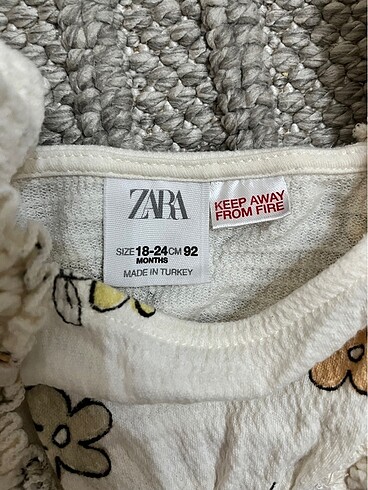 ZARA
SIZE 18-24 CM 92
MONTHS
MADE IN TURKEY
KEEP AWAY
FROM FIRE